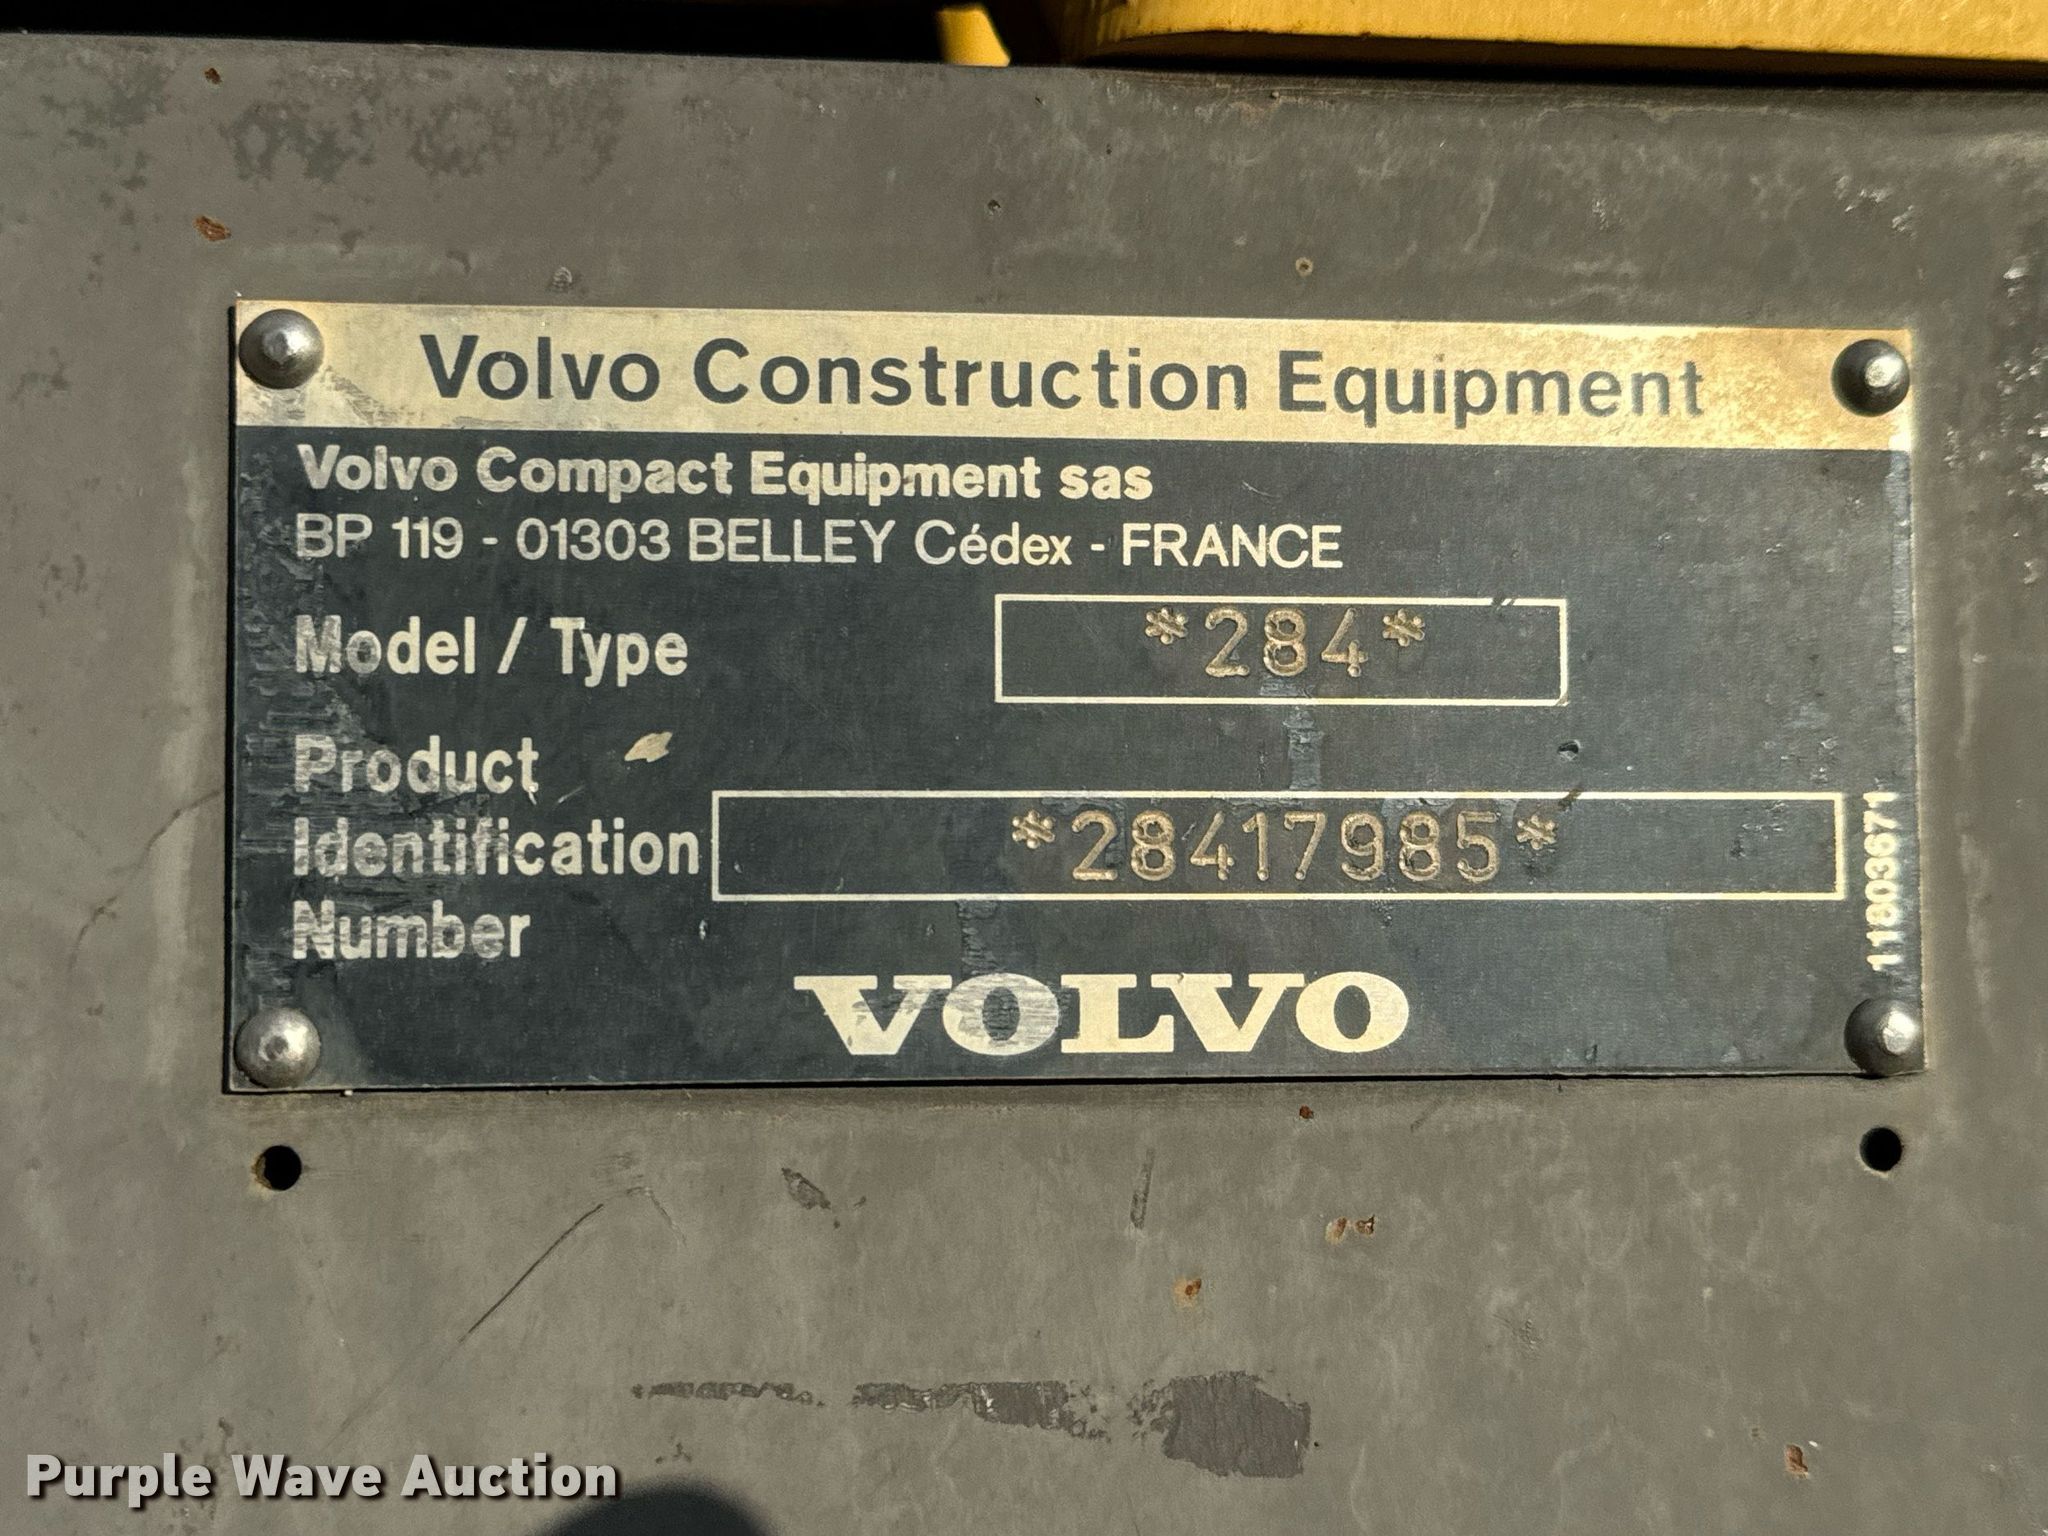 Volvo Construction Equipment
Volvo Compact Equipment sas
BP 119 - 01303 BELLEY Cédex - FRANCE
Model / Type
*284*
Product
Identification
Number
*28417985*
11803671
VOLVO
Purple Wave Auction